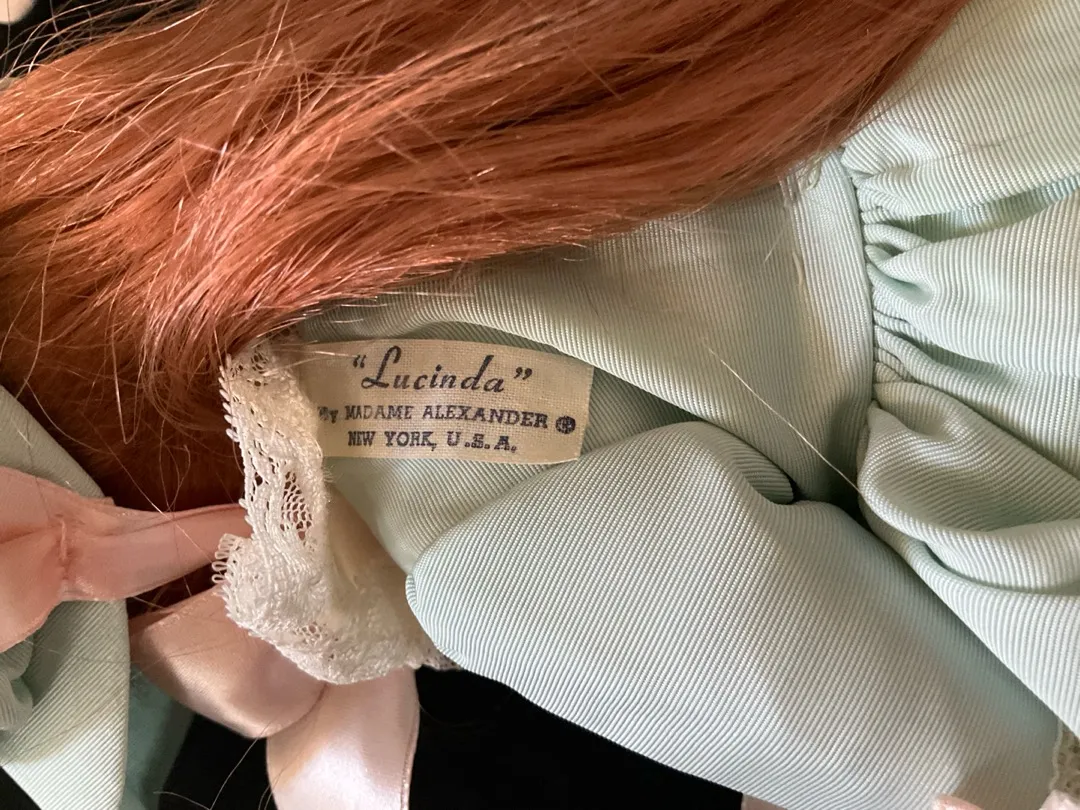 “Lucinda”
By MADAME ALEXANDER ®
NEW YORK, U.S.A.